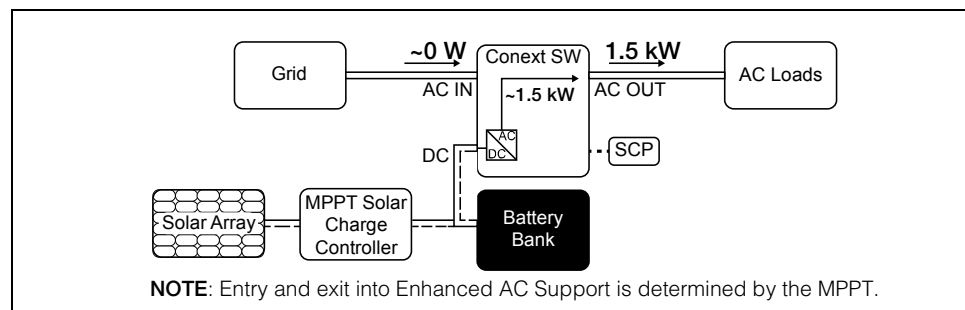 ~0 W
Conext SW
1.5 kW
Grid
AC Loads
AC IN
~1.5 kW
AC OUT
AC
DC
DC
SCP
Solar Array
MPPT Solar
Charge
Controller
Battery
Bank
NOTE: Entry and exit into Enhanced AC Support is determined by the MPPT.